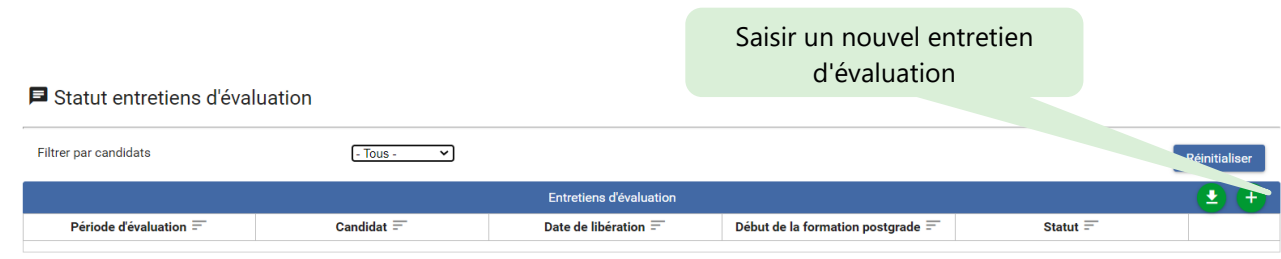 Saisir un nouvel entretien
d'évaluation
Statut entretiens d'évaluation
Filtrer par candidats
- Tous -
Réinitialiser
Entretiens d'évaluation
Période d'évaluation
Candidat
Date de libération
Début de la formation postgrade
Statut